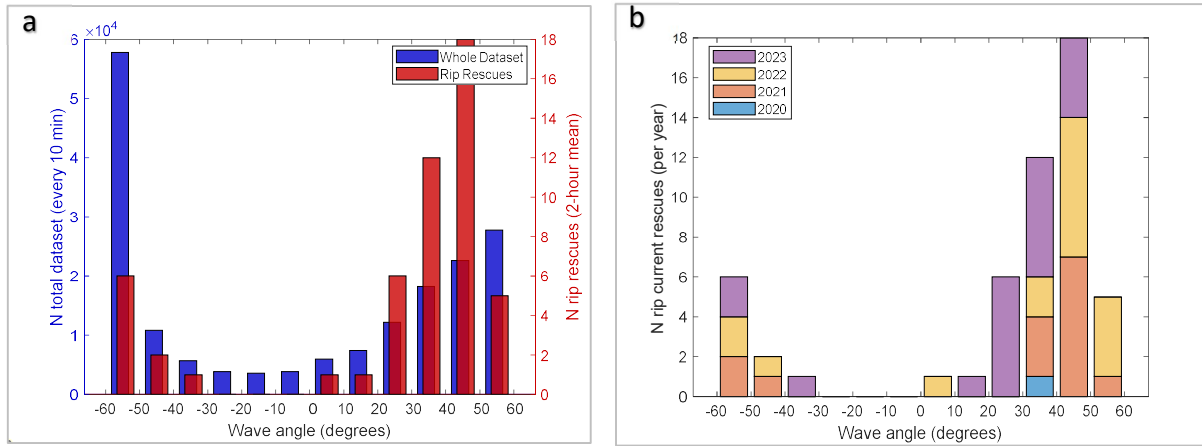 a
×10⁴
6
5
4
3
2
1
0
N total dataset (every 10 min)
Whole Dataset
Rip Rescues
18
16
14
12
10
8
6
4
2
0
N rip rescues (2-hour mean)
-60 -50 -40 -30 -20 -10 0 10 20 30 40 50 60
Wave angle (degrees)
b
18
16
14
12
10
8
6
4
2
0
N rip current rescues (per year)
2023
2022
2021
2020
-60 -50 -40 -30 -20 -10 0 10 20 30 40 50 60
Wave angle (degrees)